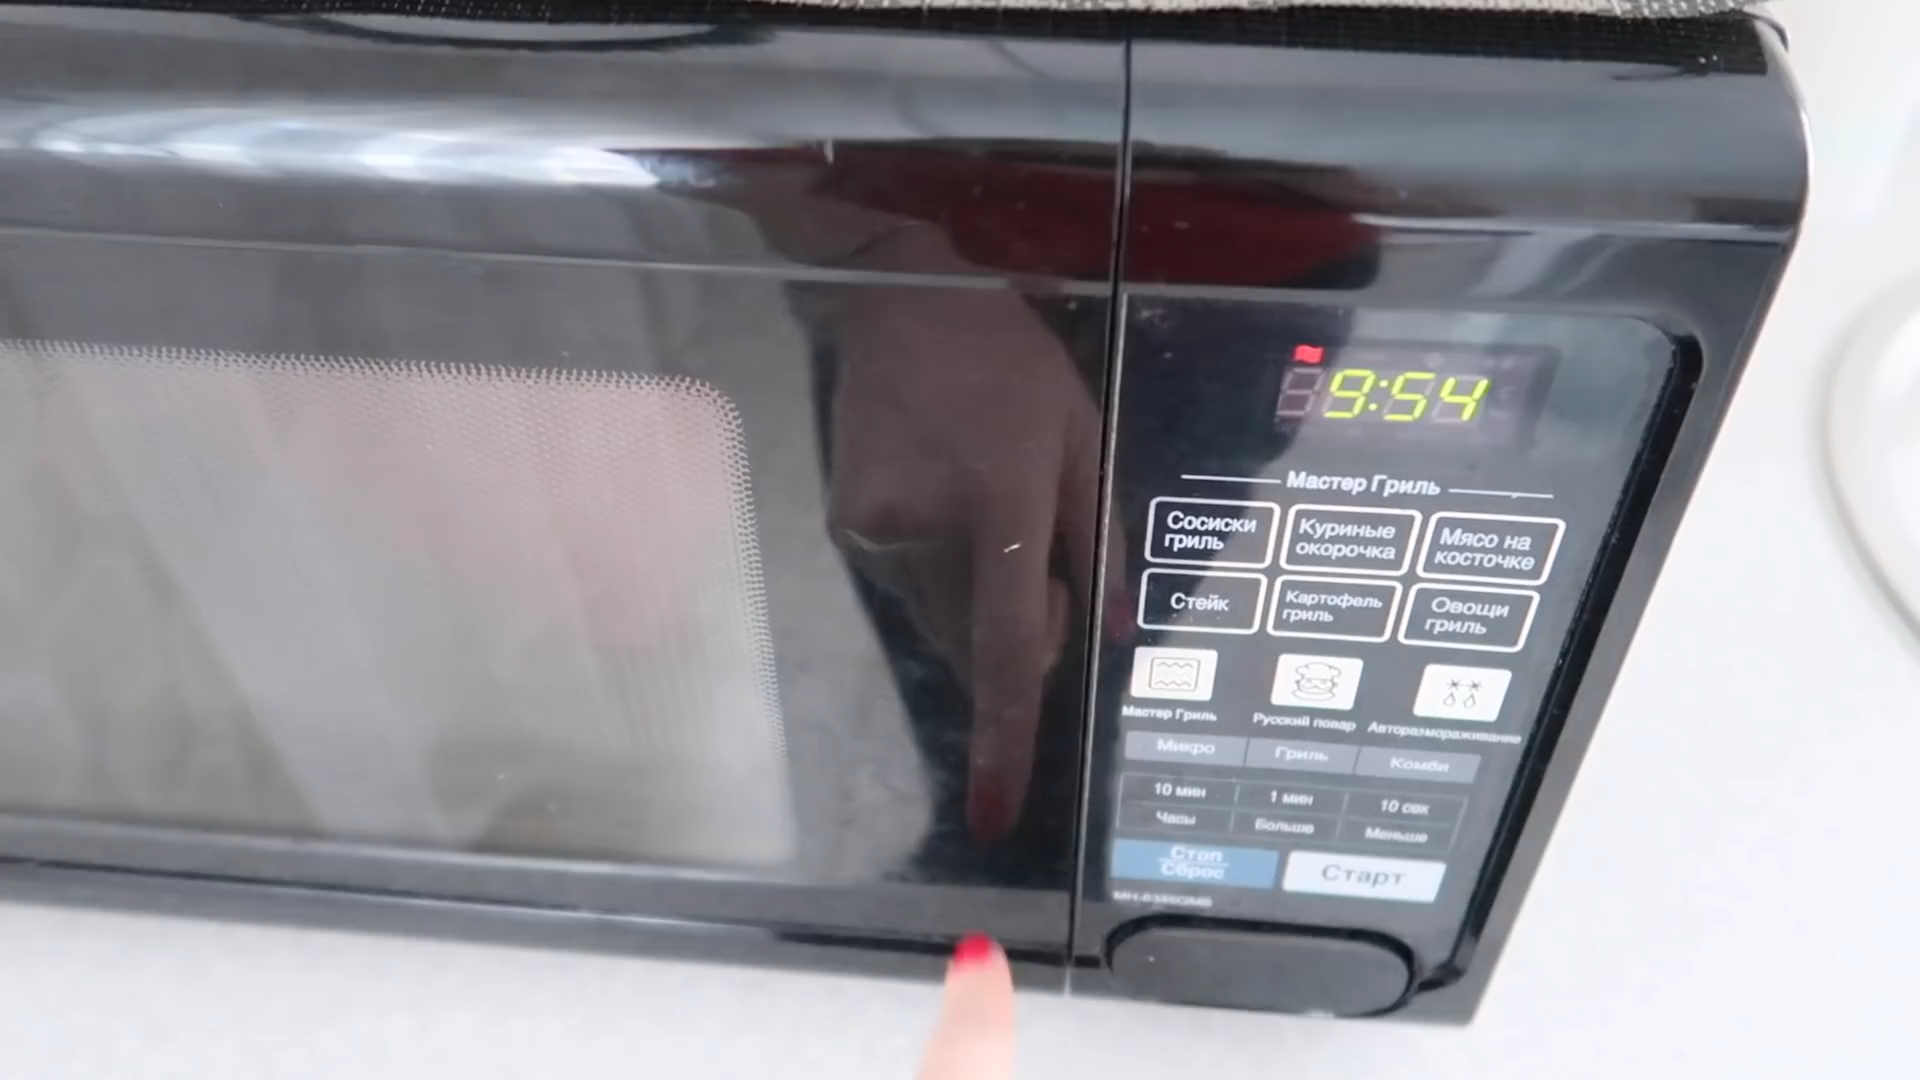 9:54
Мастер Гриль
Сосиски гриль
Куриные окорочка
Мясо на косточке
Стейк
Картофель гриль
Овощи гриль
Мастер Гриль
Русский повар
Авторазмораживание
Микро
Гриль
Комби
10 мин
1 мин
10 сек
Часы
Больше
Меньше
Стоп
Сброс
Старт